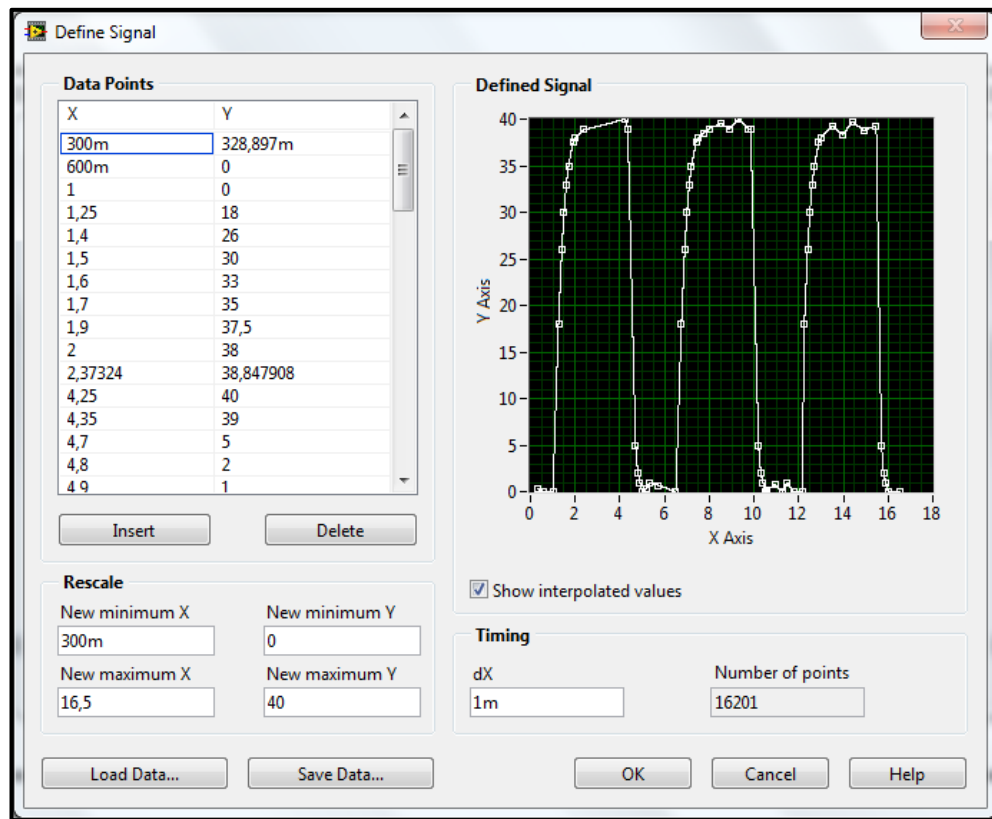 Define Signal
Data Points
X Y
300m 328,897m
600m 0
1 0
1,25 18
1,4 26
1,5 30
1,6 33
1,7 35
1,9 37,5
2 38
2,37324 38,847908
4,25 40
4,35 39
4,7 5
4,8 2
4,9 1
Insert Delete
Rescale
New minimum X New minimum Y
300m 0
New maximum X New maximum Y
16,5 40
Load Data... Save Data...
Defined Signal
40
35
30
25
20
15
10
5
0
Y Axis
0 2 4 6 8 10 12 14 16 18
X Axis
Show interpolated values
Timing
dX Number of points
1m 16201
OK Cancel Help